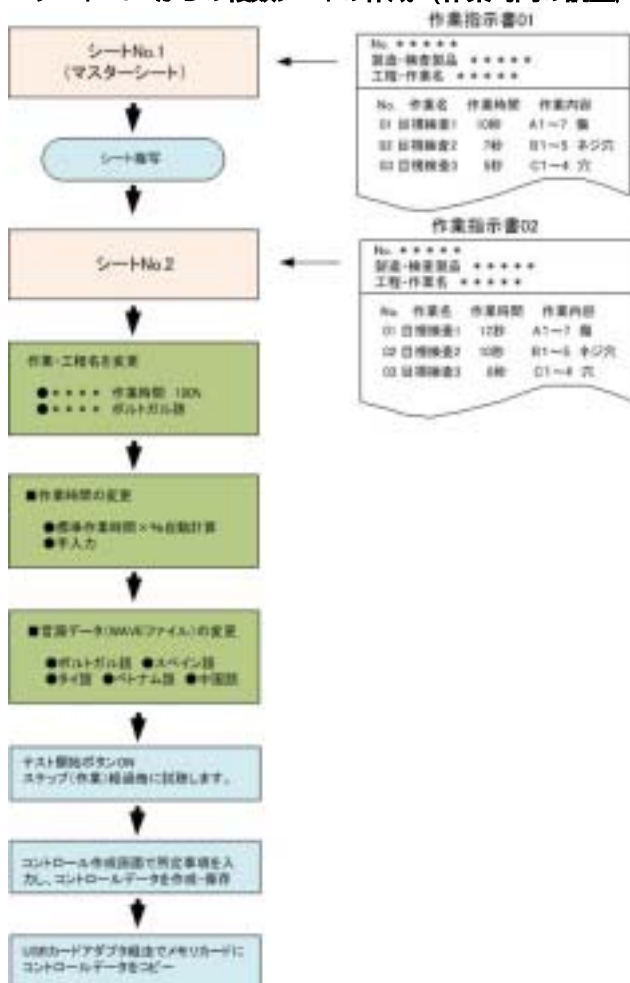 作業指示書01
シートNo.1
(マスターシート)
No. *****
製造・検査製品 *****
工程・作業名 *****
No. 作業名 作業時間 作業内容
01 目視検査1 10秒 A1～7 傷
02 目視検査2 7秒 B1～5 ネジ穴
03 目視検査3 5秒 C1～4 穴
シート複写
作業指示書02
シートNo.2
No. *****
製造・検査製品 *****
工程・作業名 *****
No. 作業名 作業時間 作業内容
01 目視検査1 12秒 A1～7 傷
02 目視検査2 10秒 B1～5 ネジ穴
03 目視検査3 C1～4 穴
作業・工程名を変更
●**** 作業時間
●**** ポルトガル語
■作業時間の変更
●標準作業時間×%自動計算
●手入力
■音源データ(WAVEファイル)の変更
●ポルトガル語 ●スペイン語
●タイ語 ●ベトナム語 ●中国語
テスト開始ボタンON
ステップ(作業)経過毎に試聴します。
コントロール作成画面で所定事項を入
力し、コントロールデータを作成・保存
USBカードアダプタ経由でメモリカードに
コントロールデータをコピー